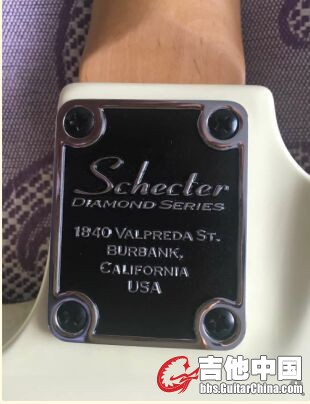 Schecter
DIAMOND SERIES
1840 VALPREDA ST.
BURBANK,
CALIFORNIA
USA
吉他中国
bbs.GuitarChina.com